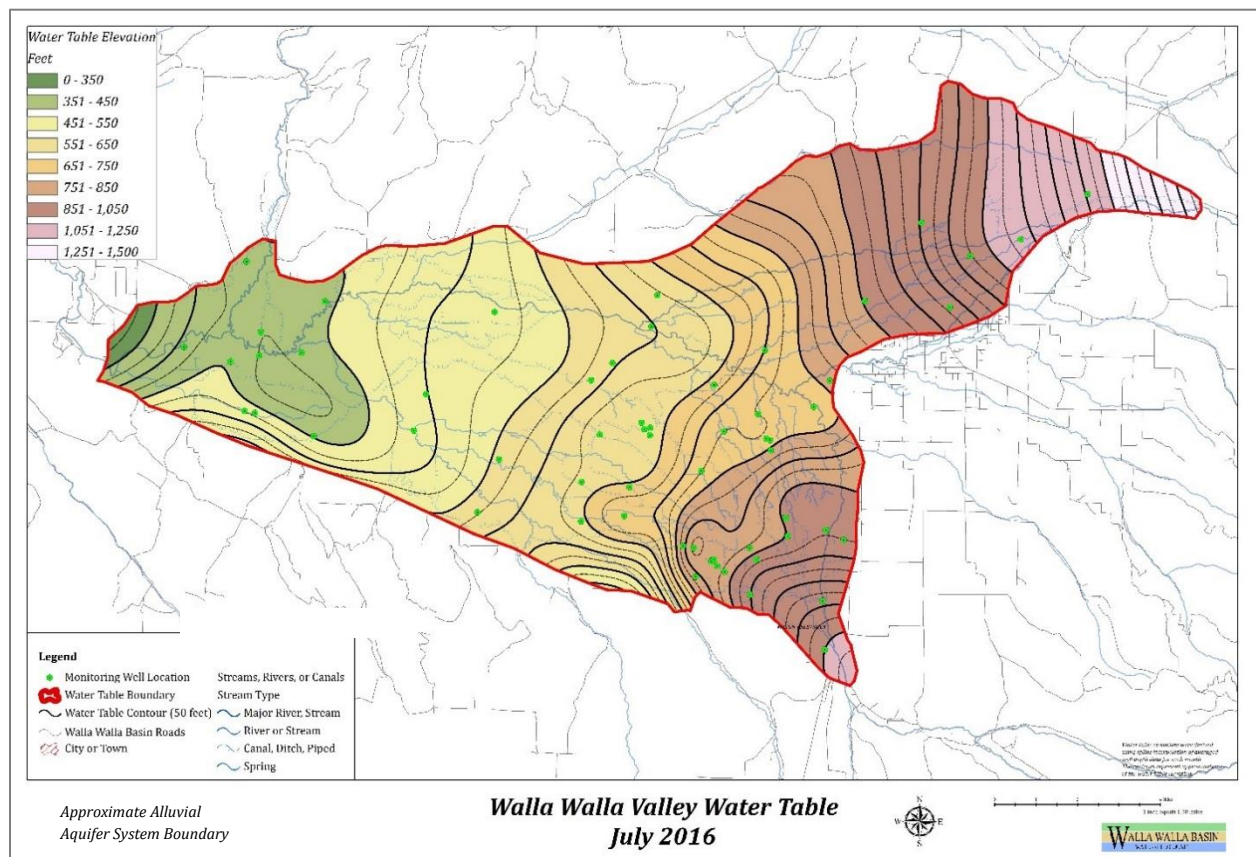 Water Table Elevation
Feet
0 - 350
351 - 450
451 - 550
551 - 650
651 - 750
751 - 850
851 - 1,050
1,051 - 1,250
1,251 - 1,500
Legend
Monitoring Well Location
Water Table Boundary
Water Table Contour (50 feet)
Walla Walla Basin Roads
City or Town
Streams, Rivers, or Canals
Stream Type
Major River, Stream
River or Stream
Canal, Ditch, Piped
Spring
Approximate Alluvial
Aquifer System Boundary
Walla Walla Valley Water Table
July 2016
N
W
E
S
WALLA WALLA BASIN